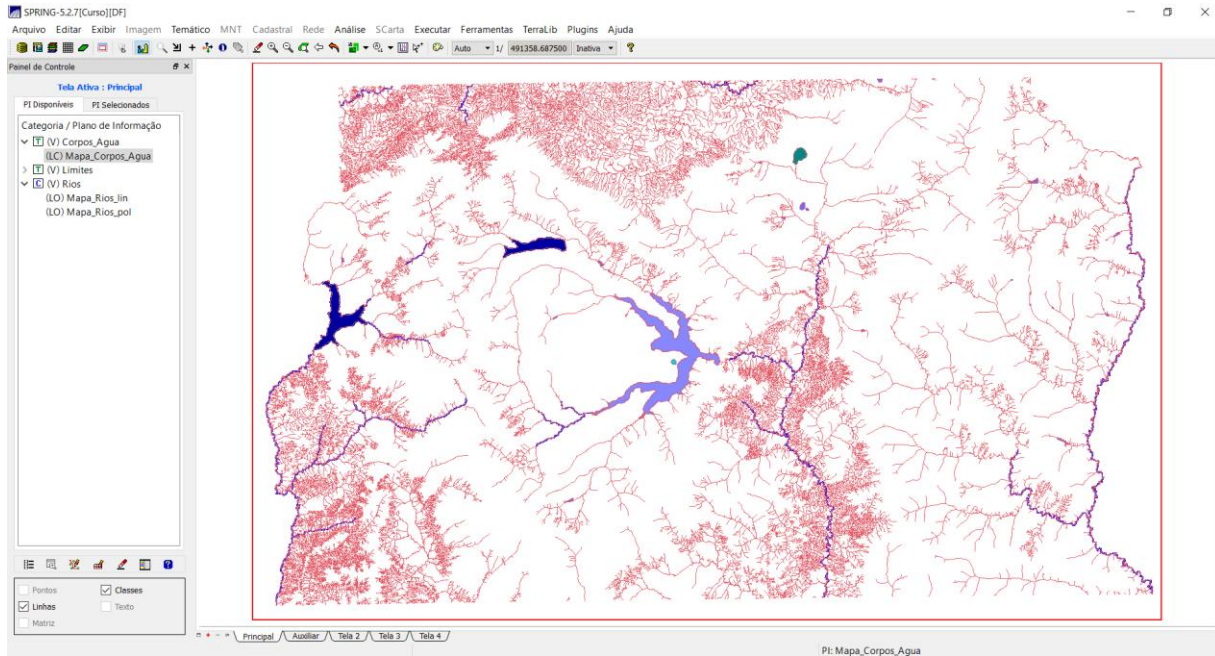 SPRING-5.2.7[Curso][DF]
Arquivo Editar Exibir Imagem Temático MNT Cadastral Rede Análise SCarta Executar Ferramentas TerraLib Plugins Ajuda
Auto 1/ 491358.687500 Inativa
Painel de Controle
Tela Ativa : Principal
PI Disponíveis PI Selecionados
Categoria / Plano de Informação
T (V) Corpos_Agua
(LC) Mapa_Corpos_Agua
T (V) Limites
C (V) Rios
(LO) Mapa_Rios_lin
(LO) Mapa_Rios_pol
Pontos Classes
Linhas Texto
Matriz
Principal Auxiliar Tela 2 Tela 3 Tela 4
PI: Mapa_Corpos_Agua